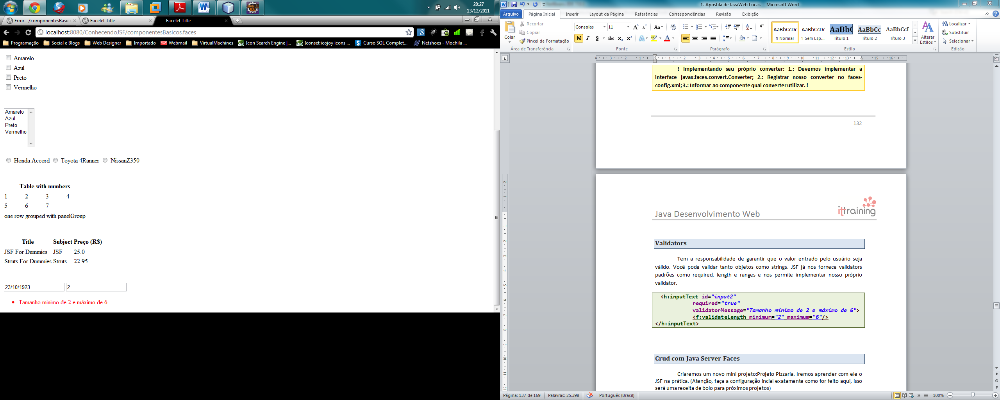 20:27
13/12/2011
Error - /componentesBasico
Facelet Title
Facelet Title
localhost:8080/ConhecendoJSF/componentesBasicos.faces
Programação
Social e Blogs
Web Designer
Importado
Webmail
VirtualMachines
Icon Search Engine |...
Iconset:icojoy icons ...
Curso SQL Complet...
Netshoes - Mochila ...
Amarelo
Azul
Preto
Vermelho
Amarelo
Azul
Preto
Vermelho
Honda Accord Toyota 4Runner NissanZ350
Table with numbers
1 2 3 4
5 6 7
one row grouped with panelGroup
Title Subject Preço (R$)
JSF For Dummies JSF 25.0
Struts For Dummies Struts 22.95
23/10/1923 2
Tamanho mínimo de 2 e máximo de 6
1. Apostila de JavaWeb Lucas - Microsoft Word
Arquivo Página Inicial Inserir Layout da Página Referências Correspondências Revisão Exibição
Colar
Recortar
Copiar
Pincel de Formatação
Área de Transferência
Consolas 11
Fonte
Parágrafo
AaBbCcDc AaBbCcDc AaBbC AaBbCc AaBbCcI
¶ Normal ¶ Sem Esp... Título 1 Título 2 Título 3
Alterar Estilos
Estilo
Localizar
Substituir
Selecionar
Edição
! Implementando seu próprio converter: 1.: Devemos implementar a
interface javax.faces.convert.Converter; 2.: Registrar nosso converter no faces-
config.xml; 3.: Informar ao componente qual converter utilizar. !
132
Java Desenvolvimento Web
ittraining
Validators
Tem a responsabilidade de garantir que o valor entrado pelo usuário seja
válido. Você pode validar tanto objetos como strings. JSF já nos fornece validators
padrões como required, length e ranges e nos permite implementar nosso próprio
validator.
<h:inputText id="input2"
required="true"
validatorMessage="Tamanho mínimo de 2 e máximo de 6">
<f:validateLength minimum="2" maximum="6"/>
</h:inputText>
Crud com Java Server Faces
Criaremos um novo mini projeto:Projeto Pizzaria. Iremos aprender com ele o
JSF na prática. (Atenção, faça a configuração incial exatamente como for feito aqui, isso
será uma receita de bolo para próximos projetos)
Página: 137 de 169 Palavras: 25.398 Português (Brasil) 100%